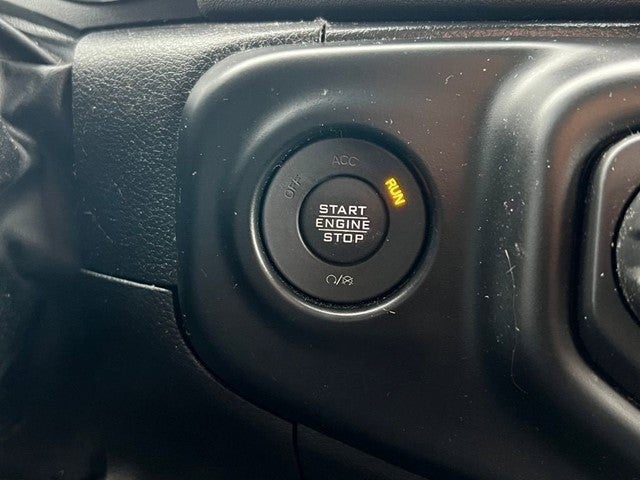 ACC
OFF
RUN
START
ENGINE
STOP